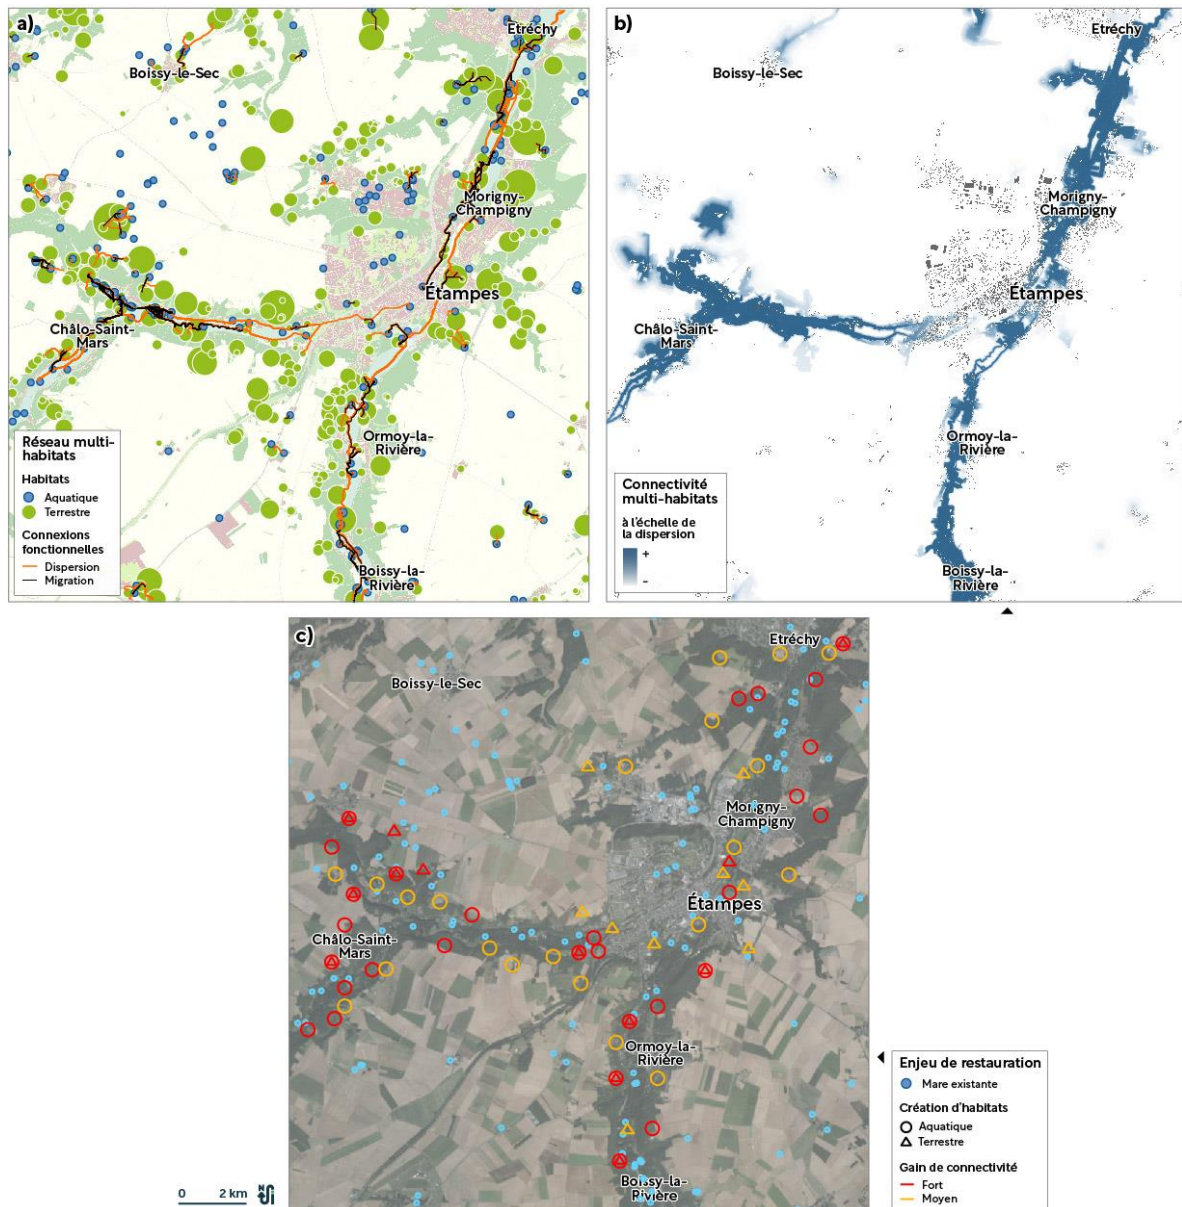 a)
Etréchy
Boissy-le-Sec
Morigny-
Champigny
Étampes
Châlo-Saint-
Mars
Ormoy-la-
Rivière
Boissy-la-
Rivière
Réseau multi-
habitats
Habitats
Aquatique
Terrestre
Connexions
fonctionnelles
Dispersion
Migration
b)
Etréchy
Boissy-le-Sec
Morigny-
Champigny
Étampes
Châlo-Saint-
Mars
Ormoy-la-
Rivière
Boissy-la-
Rivière
Connectivité
multi-habitats
à l'échelle de
la dispersion
+
-
c)
Etréchy
Boissy-le-Sec
Morigny-
Champigny
Étampes
Châlo-Saint-
Mars
Ormoy-la-
Rivière
Boissy-la-
Rivière
0 2 km
N
Enjeu de restauration
Mare existante
Création d'habitats
Aquatique
Terrestre
Gain de connectivité
Fort
Moyen